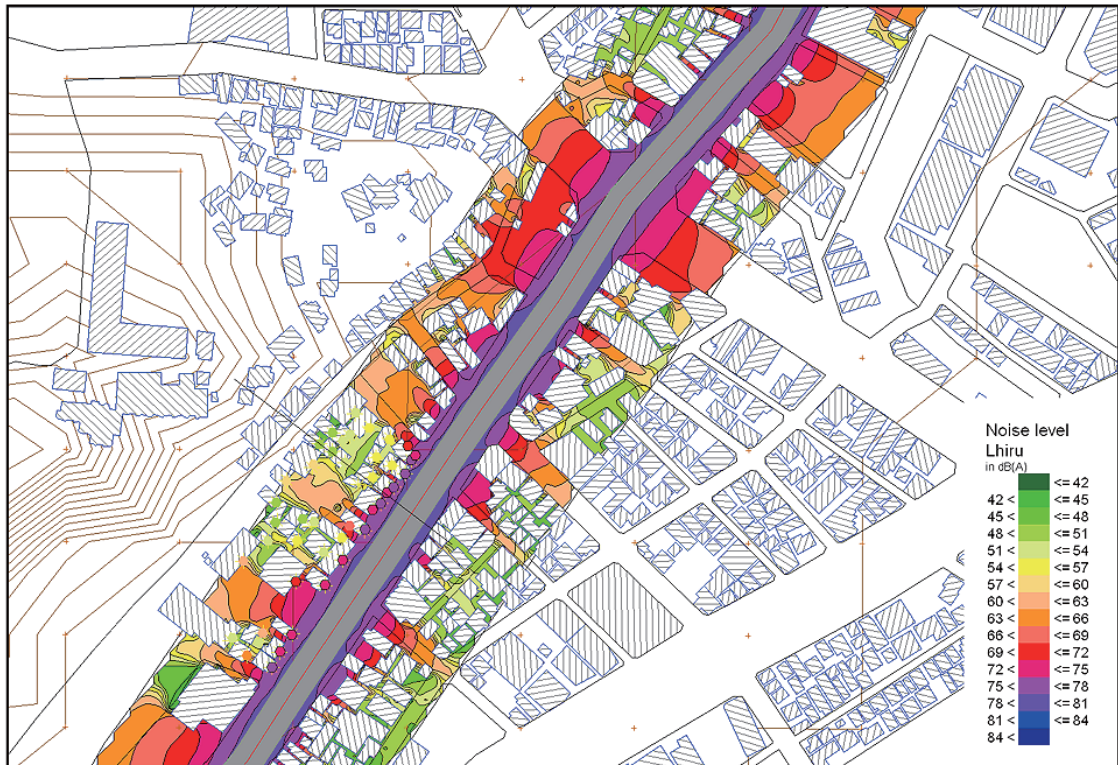 Noise level
Lhiru
in dB(A)
<= 42
42 < <= 45
45 < <= 48
48 < <= 51
51 < <= 54
54 < <= 57
57 < <= 60
60 < <= 63
63 < <= 66
66 < <= 69
69 < <= 72
72 < <= 75
75 < <= 78
78 < <= 81
81 < <= 84
84 <